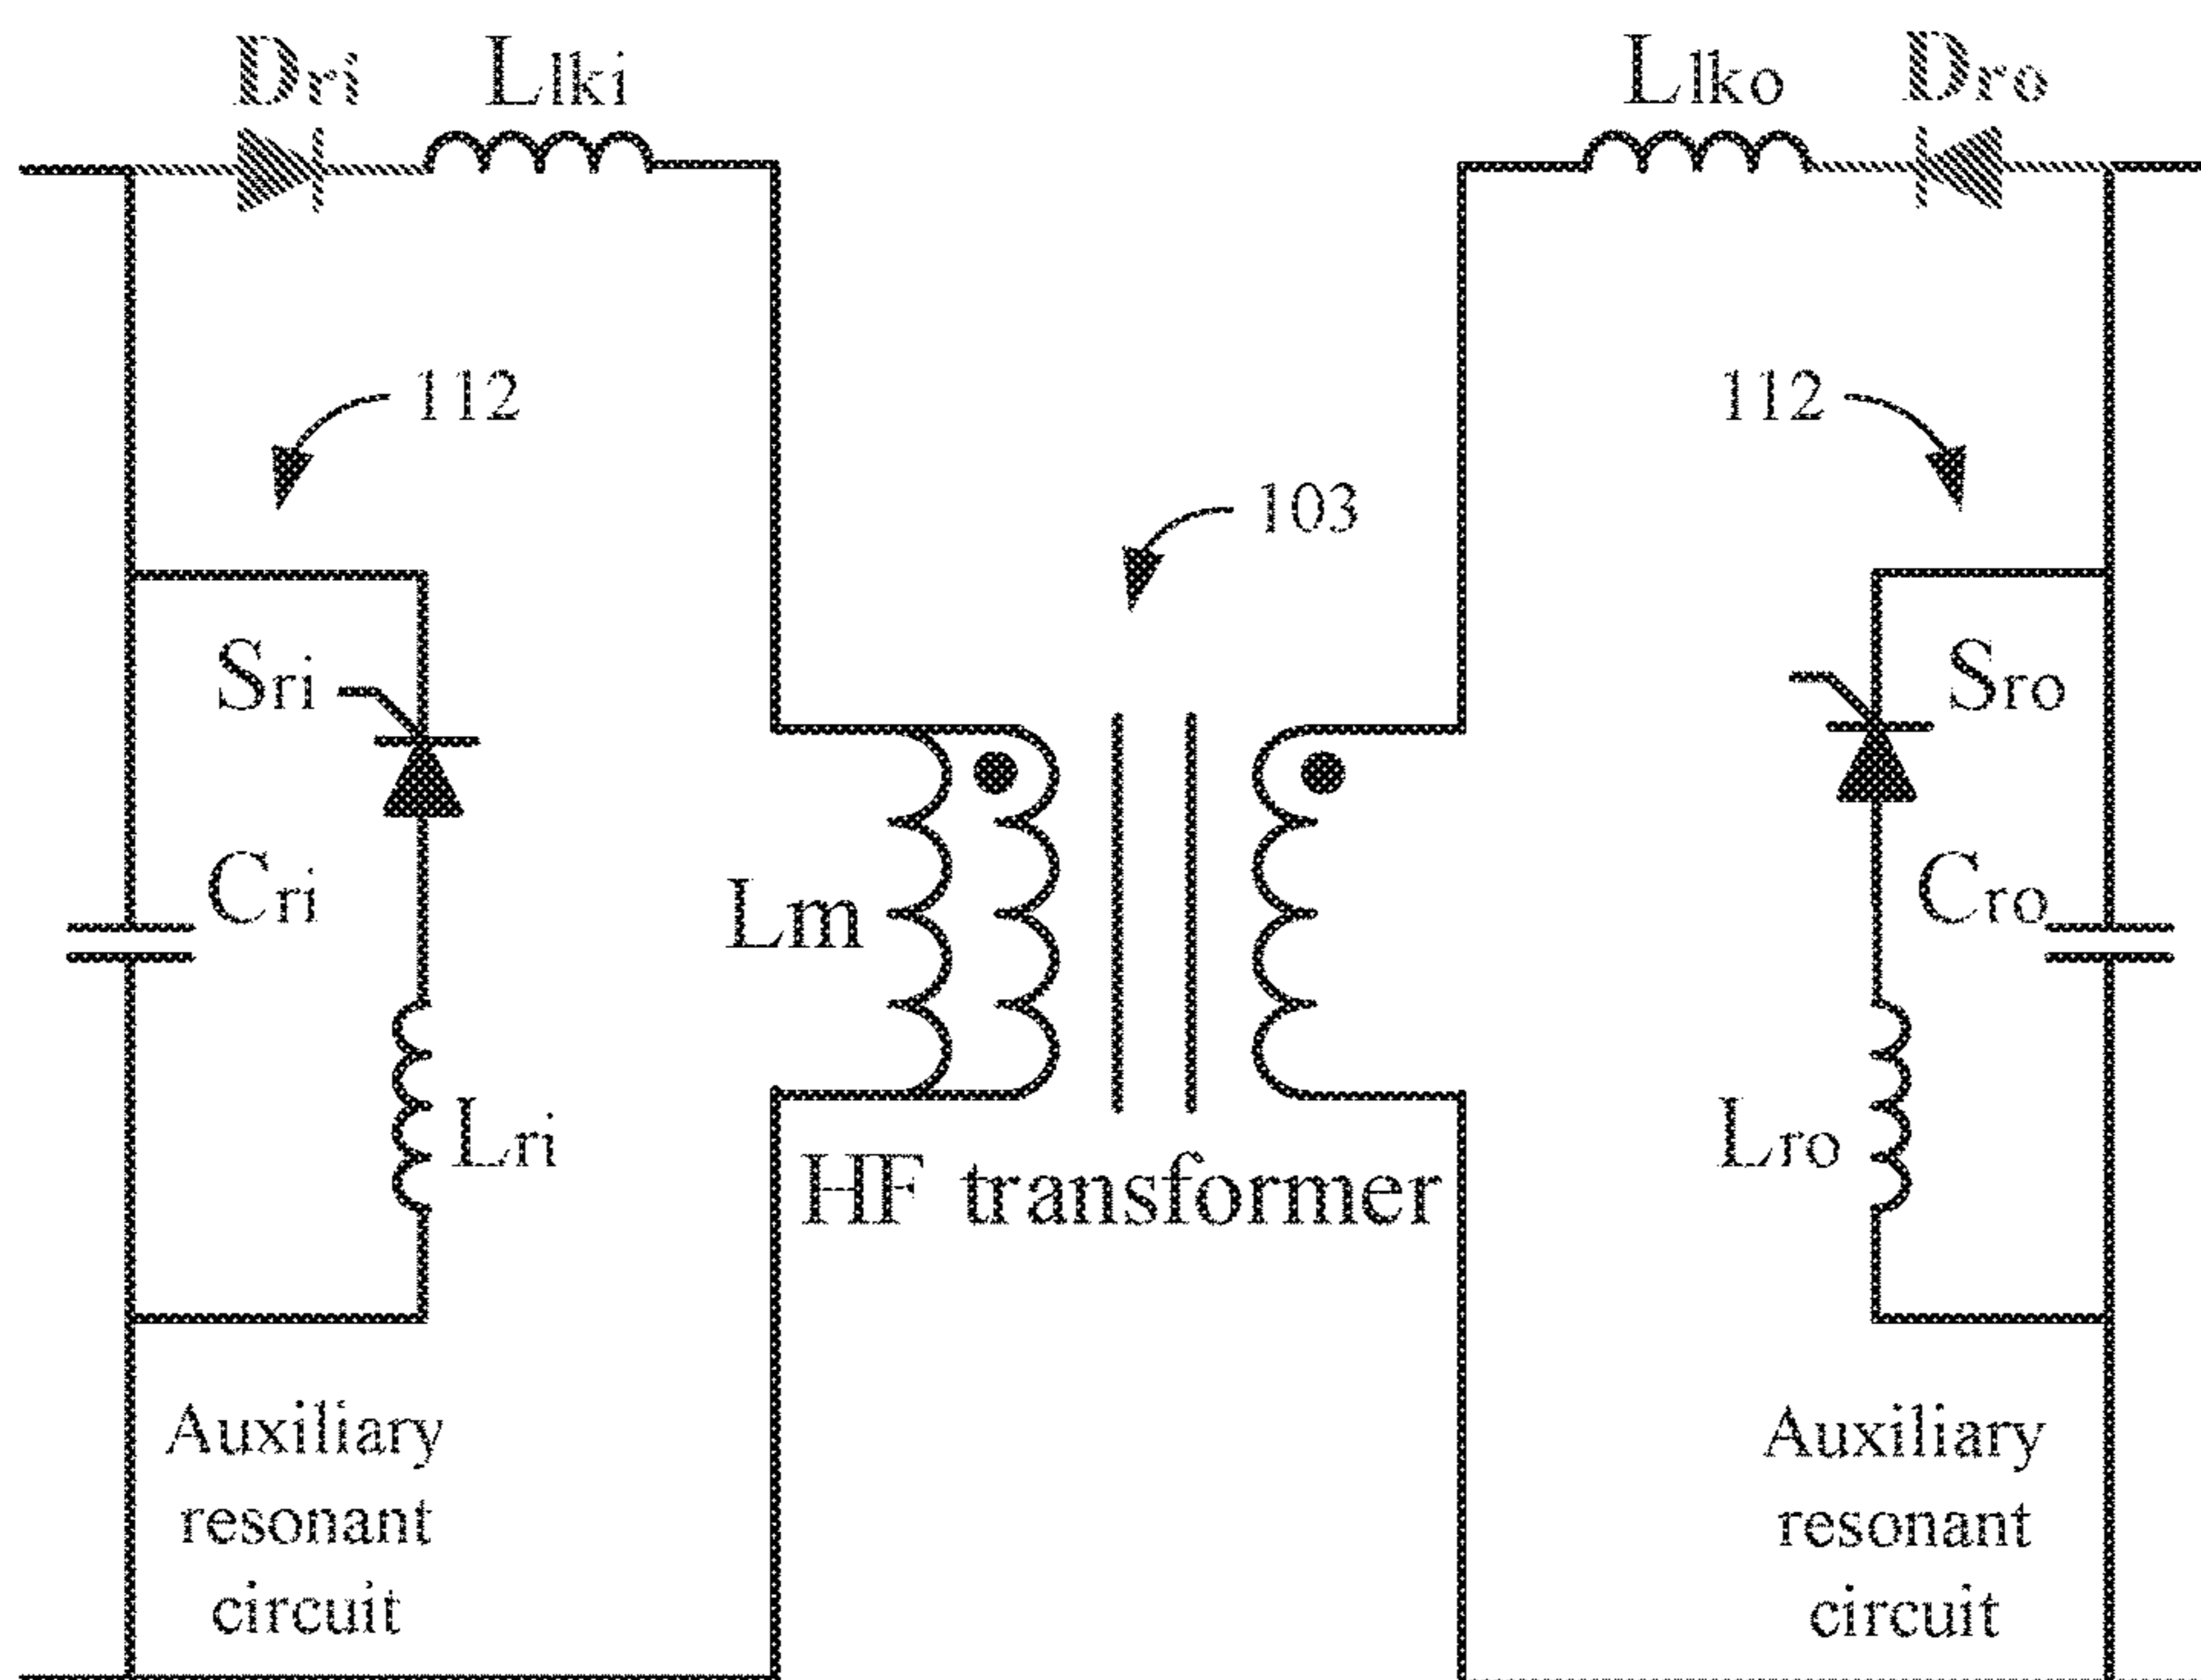 Dri
Llki
Llko
Dro
112
112
103
Sri
Sro
Cri
Cro
Lm
Lri
Lro
HF transformer
Auxiliary
resonant
circuit
Auxiliary
resonant
circuit